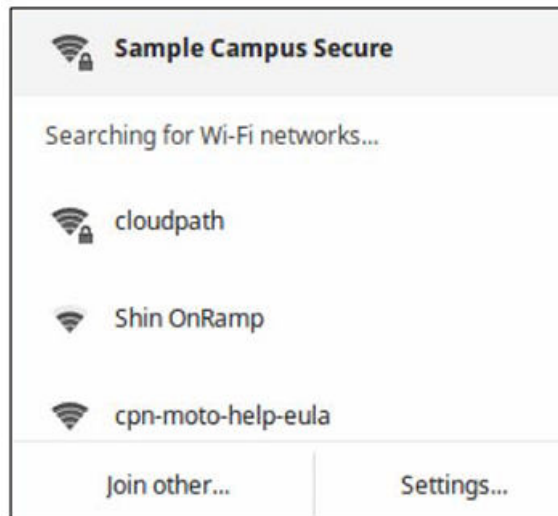 Sample Campus Secure
Searching for Wi-Fi networks...
cloudpath
Shin OnRamp
cpn-moto-help-eula
Join other... Settings...